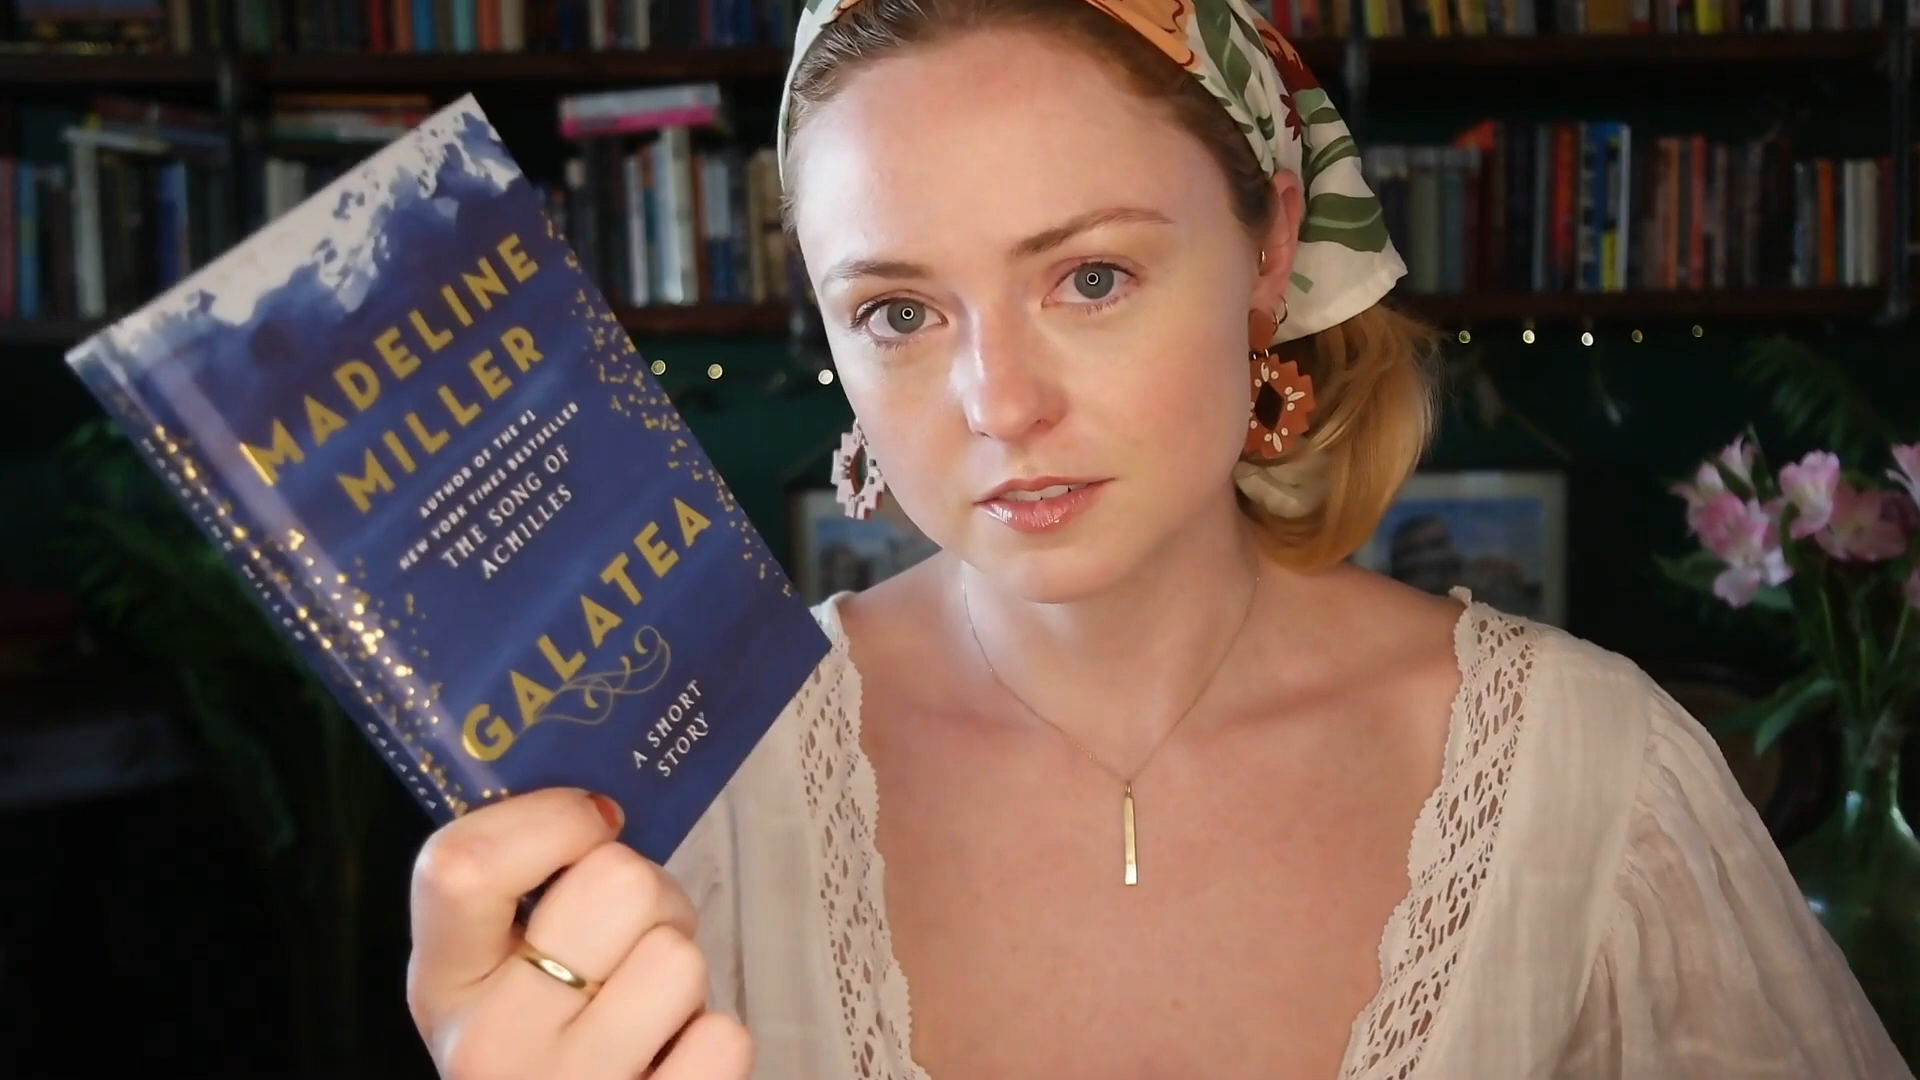 MADELINE
MILLER
AUTHOR OF THE #1
NEW YORK TIMES BESTSELLER
THE SONG OF
ACHILLES
GALATEA
A SHORT
STORY